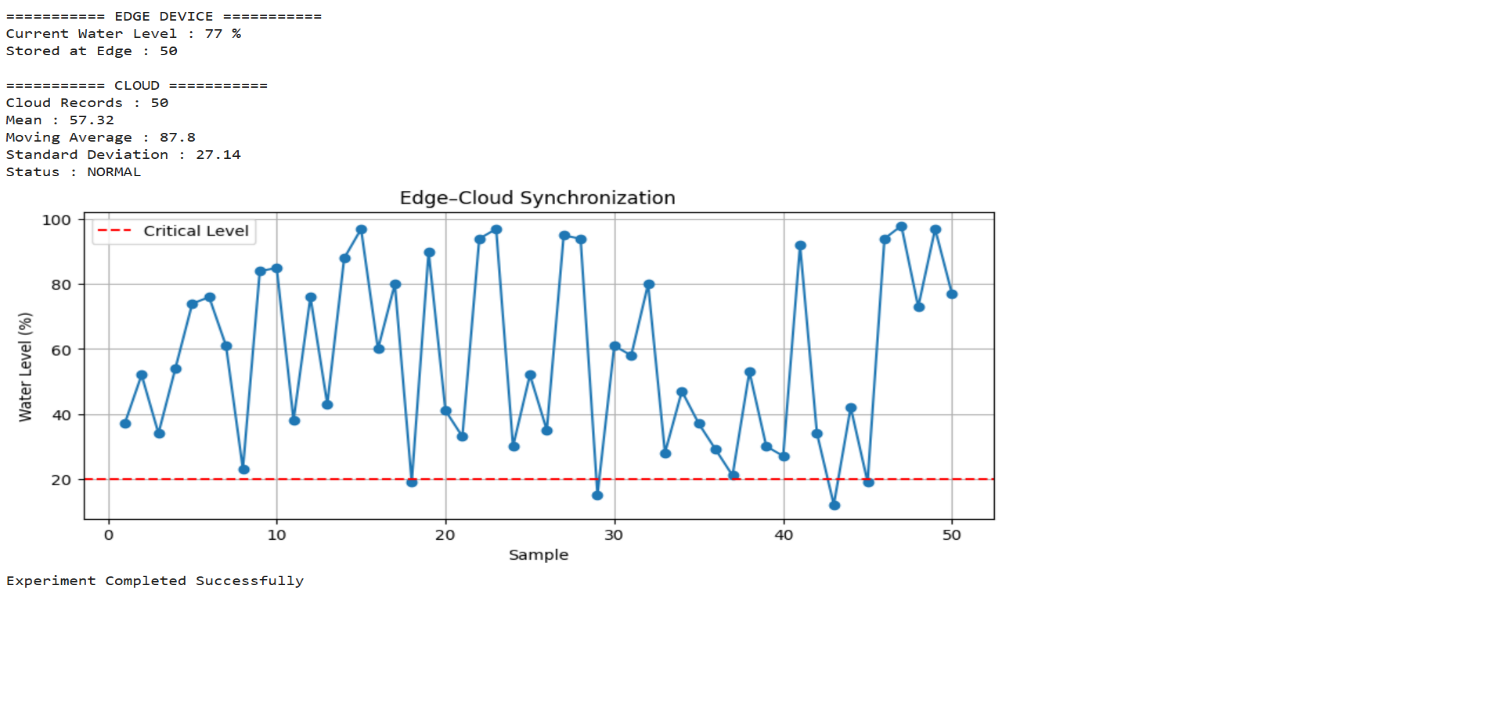 =========== EDGE DEVICE ===========
Current Water Level : 77 %
Stored at Edge : 50
=========== CLOUD ===========
Cloud Records : 50
Mean : 57.32
Moving Average : 87.8
Standard Deviation : 27.14
Status : NORMAL
Edge–Cloud Synchronization
Critical Level
100
80
60
40
20
Water Level (%)
0 10 20 30 40 50
Sample
Experiment Completed Successfully